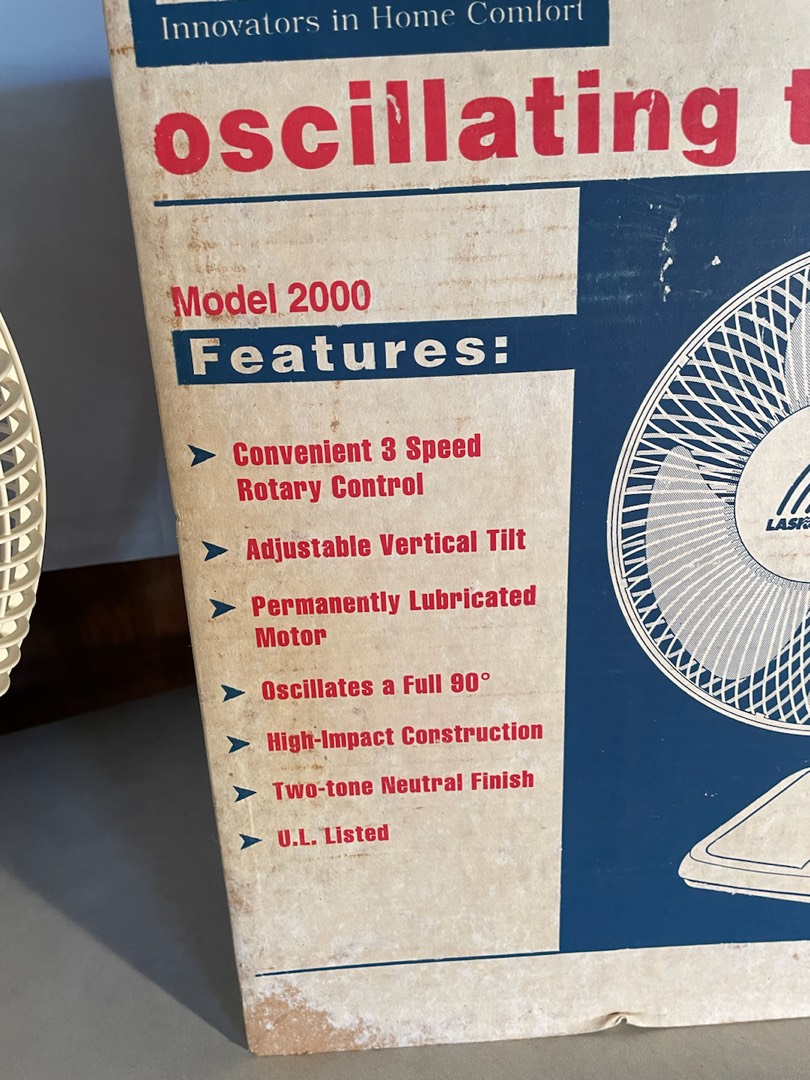 Innovators in Home Comfort
oscillating
Model 2000
Features:
Convenient 3 Speed
Rotary Control
Adjustable Vertical Tilt
Permanently Lubricated
Motor
Oscillates a Full 90°
High-Impact Construction
Two-tone Neutral Finish
U.L. Listed